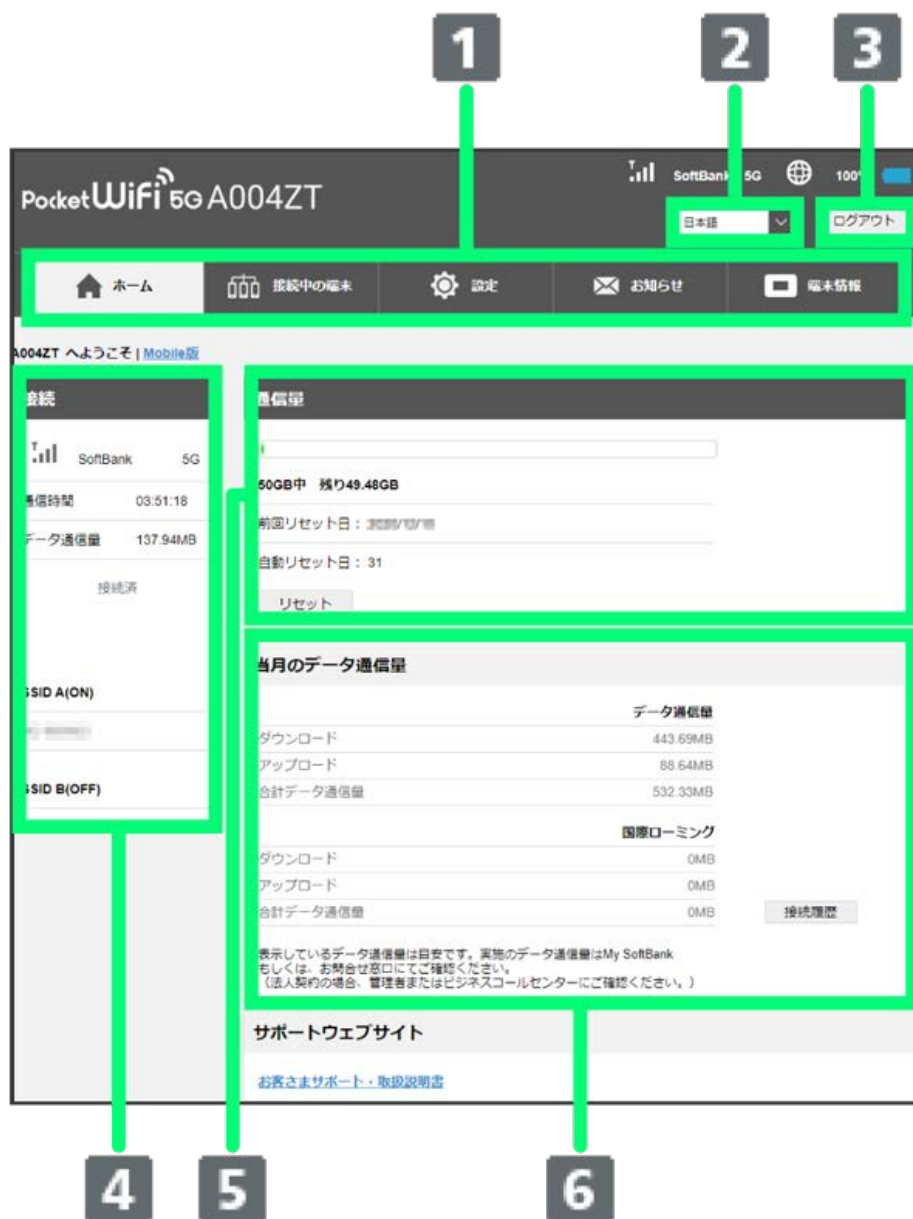 1 2 3
SoftBank 5G 100%
PocketWiFi 5G A004ZT
日本語 ログアウト
ホーム 接続中の端末 設定 お知らせ 端末情報
A004ZT へようこそ | Mobile版
接続
SoftBank 5G
通信時間 03:51:18
データ通信量 137.94MB
接続済
SSID A(ON)
SSID B(OFF)
通信量
50GB中 残り49.48GB
前回リセット日:
自動リセット日: 31
リセット
当月のデータ通信量
データ通信量
ダウンロード 443.69MB
アップロード 88.64MB
合計データ通信量 532.33MB
国際ローミング
ダウンロード 0MB
アップロード 0MB
合計データ通信量 0MB 接続履歴
表示しているデータ通信量は目安です。実施のデータ通信量はMy SoftBank
もしくは、お問合せ窓口にてご確認ください。
(法人契約の場合、管理者またはビジネスコールセンターにご確認ください。)
サポートウェブサイト
お客さまサポート・取扱説明書
4 5 6